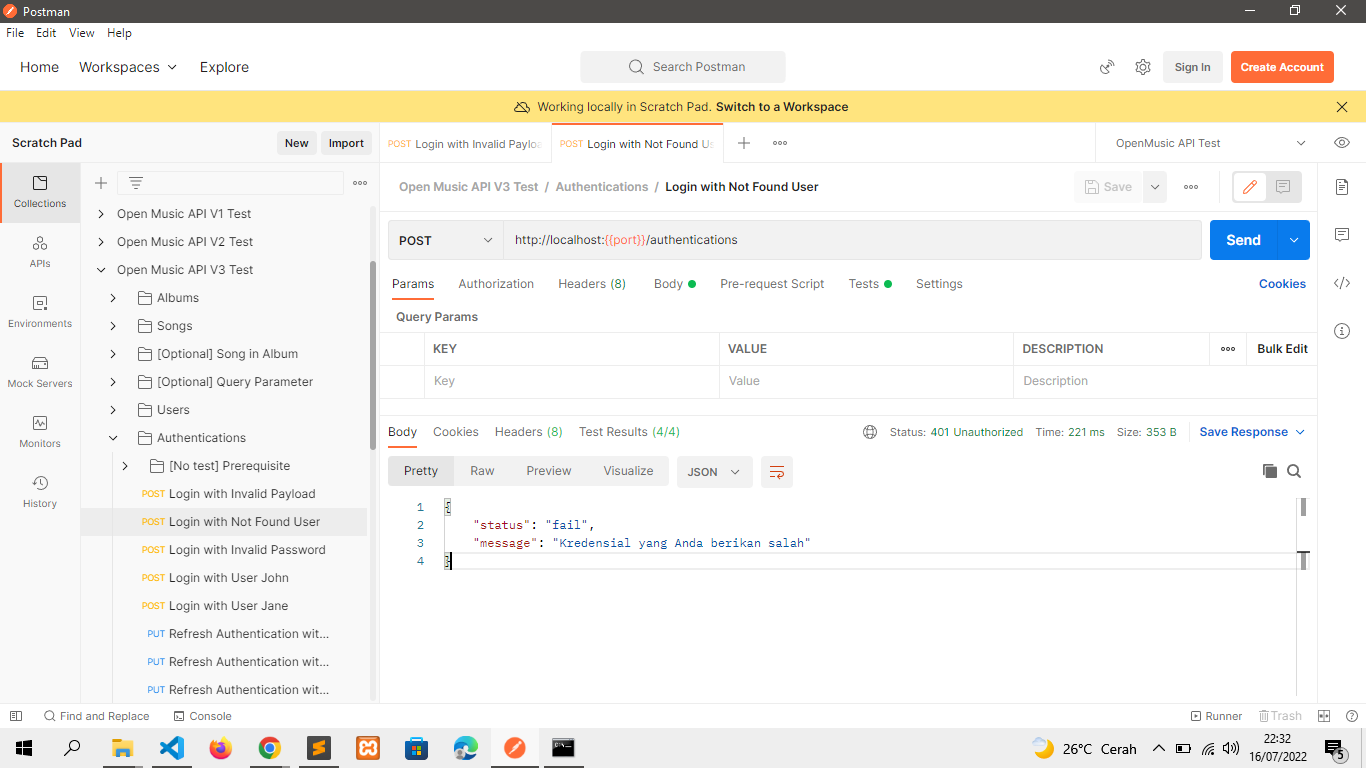 Postman
File Edit View Help
Home Workspaces Explore Search Postman Sign In Create Account
Working locally in Scratch Pad. Switch to a Workspace
Scratch Pad New Import
POST Login with Invalid Payloa POST Login with Not Found Us OpenMusic API Test
Collections
APIs
Environments
Mock Servers
Monitors
History
Open Music API V1 Test
Open Music API V2 Test
Open Music API V3 Test
Albums
Songs
[Optional] Song in Album
[Optional] Query Parameter
Users
Authentications
[No test] Prerequisite
POST Login with Invalid Payload
POST Login with Not Found User
POST Login with Invalid Password
POST Login with User John
POST Login with User Jane
PUT Refresh Authentication wit...
PUT Refresh Authentication wit...
PUT Refresh Authentication wit...
Open Music API V3 Test / Authentications / Login with Not Found User Save
POST http://localhost:{{port}}/authentications Send
Params Authorization Headers (8) Body Pre-request Script Tests Settings Cookies
Query Params
KEY VALUE DESCRIPTION Bulk Edit
Key Value Description
Body Cookies Headers (8) Test Results (4/4) Status: 401 Unauthorized Time: 221 ms Size: 353 B Save Response
Pretty Raw Preview Visualize JSON
1 {
2 "status": "fail",
3 "message": "Kredensial yang Anda berikan salah"
4 }
Find and Replace Console Runner Trash
26°C Cerah 22:32
16/07/2022 5